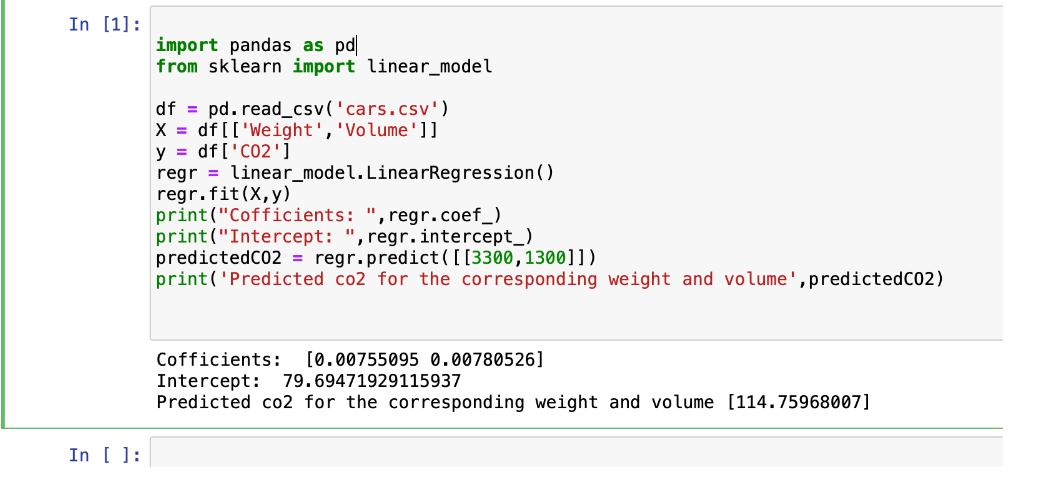 In [1]:
import pandas as pd
from sklearn import linear_model
df = pd.read_csv('cars.csv')
X = df[['Weight','Volume']]
y = df['CO2']
regr = linear_model.LinearRegression()
regr.fit(X,y)
print("Cofficients: ",regr.coef_)
print("Intercept: ",regr.intercept_)
predictedCO2 = regr.predict([[3300,1300]])
print('Predicted co2 for the corresponding weight and volume',predictedCO2)
Cofficients:  [0.00755095 0.00780526]
Intercept:  79.69471929115937
Predicted co2 for the corresponding weight and volume [114.75968007]
In [ ]: